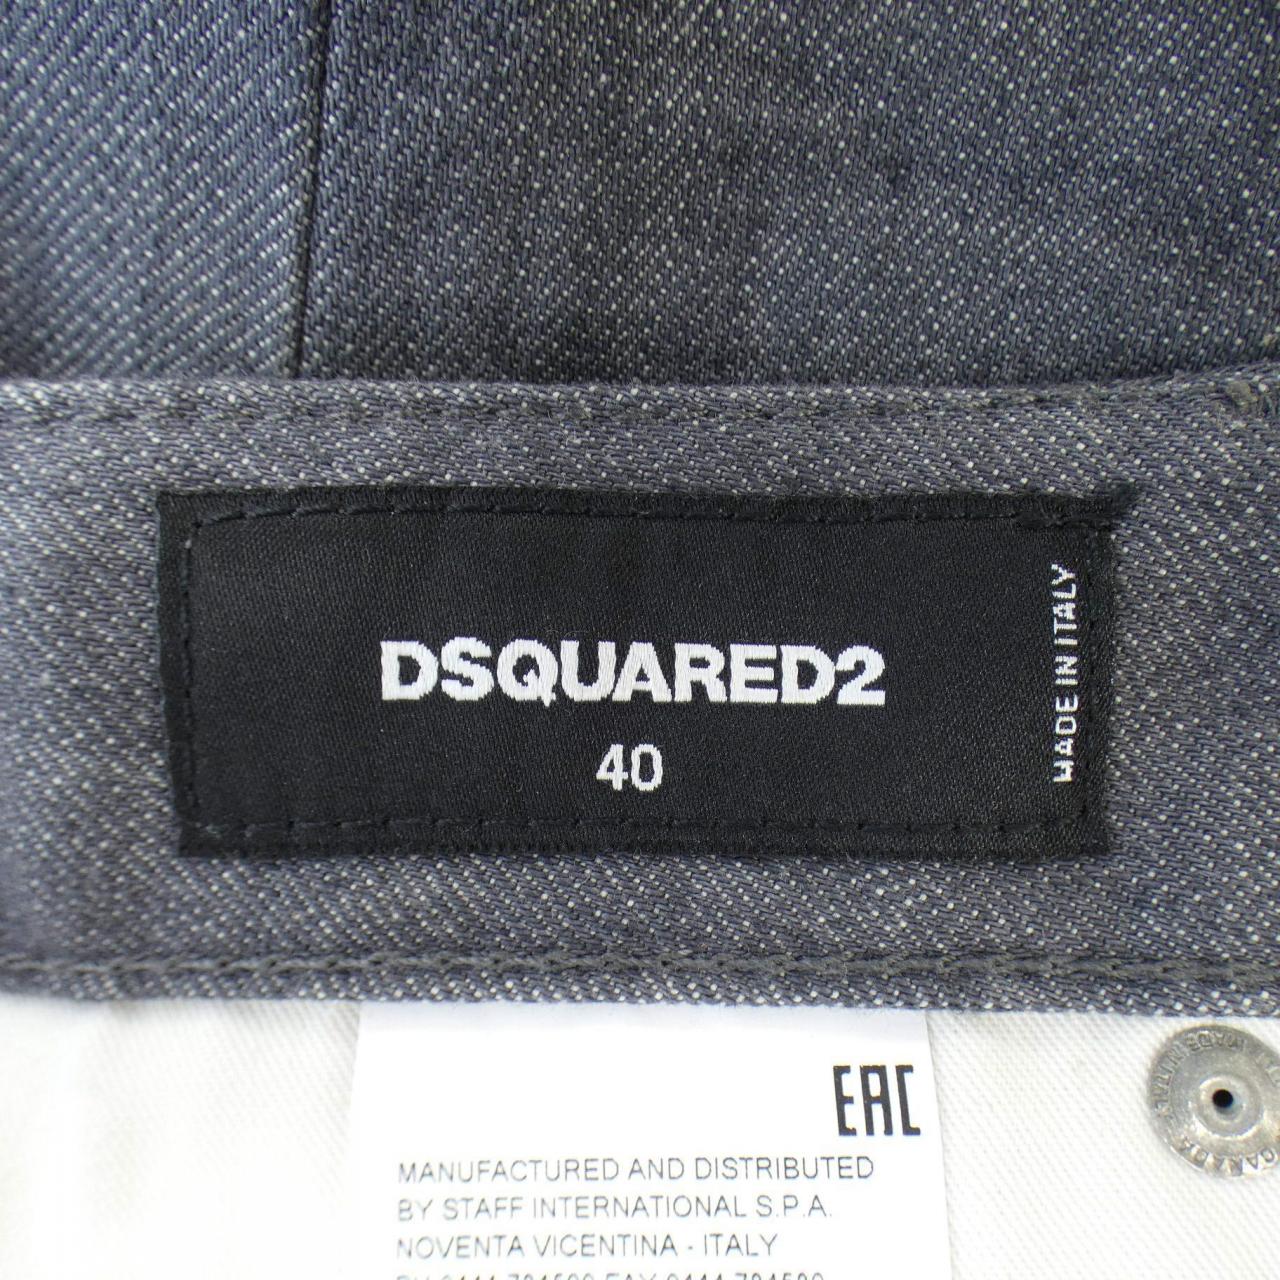 DSQUARED2
40
MADE IN ITALY
EAC
MANUFACTURED AND DISTRIBUTED
BY STAFF INTERNATIONAL S.P.A.
NOVENTA VICENTINA - ITALY